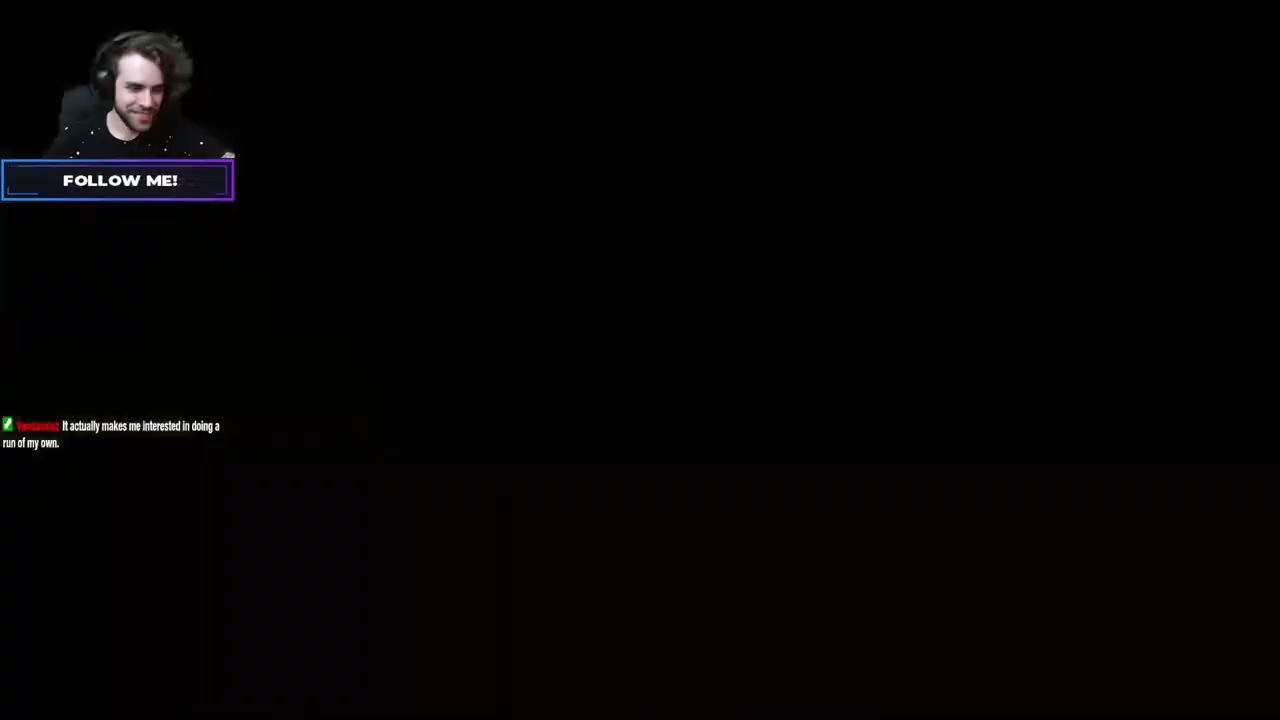 FOLLOW ME!
It actually makes me interested in doing a
run of my own.